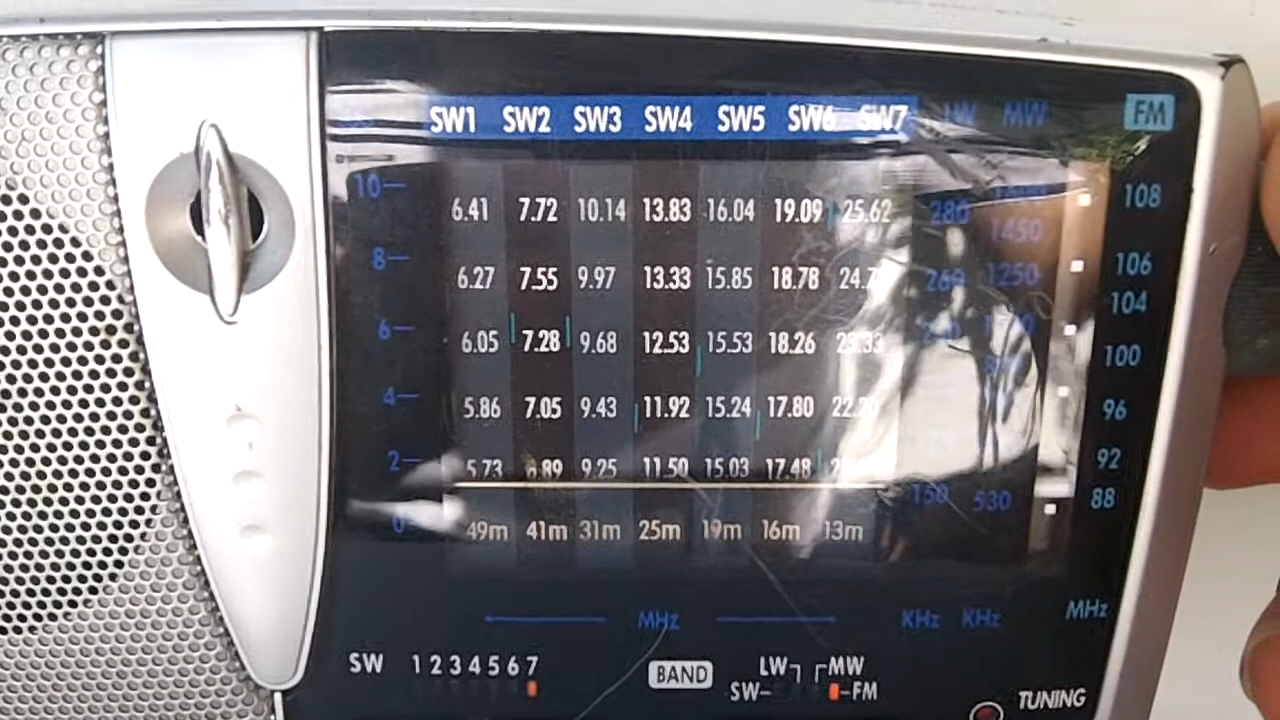 SW1 SW2 SW3 SW4 SW5 SW6 SW7 LW MW FM
10 6.41 7.72 10.14 13.83 16.04 19.09 25.62 280 108
1450
8 6.27 7.55 9.97 13.33 15.85 18.78 260 1250 106
104
6 6.05 7.28 9.68 12.53 15.53 18.26 23.33 100
4 5.86 7.05 9.43 11.92 15.24 17.80 96
2 5.73 6.89 9.25 11.50 15.03 17.48 92
0 150 530 88
49m 41m 31m 25m 19m 16m 13m
MHz KHz KHz MHz
SW 1 2 3 4 5 6 7 BAND LW MW
SW FM
TUNING